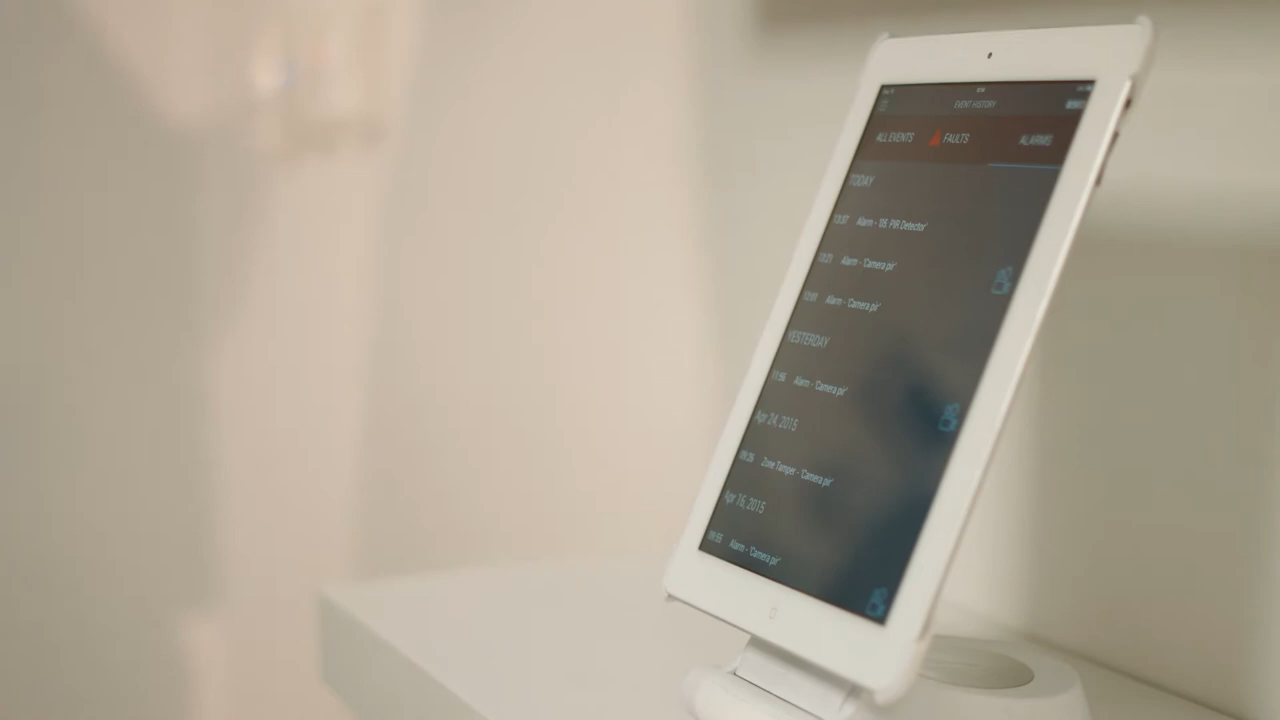 EVENT HISTORY
ALL EVENTS FAULTS ALARMS
TODAY
Alarm - '05 PIR Detector'
Alarm - 'Camera pir'
Alarm - 'Camera pir'
YESTERDAY
Alarm - 'Camera pir'
Apr 24, 2015
Zone Tamper - 'Camera pir'
Apr 16, 2015
Alarm - 'Camera pir'